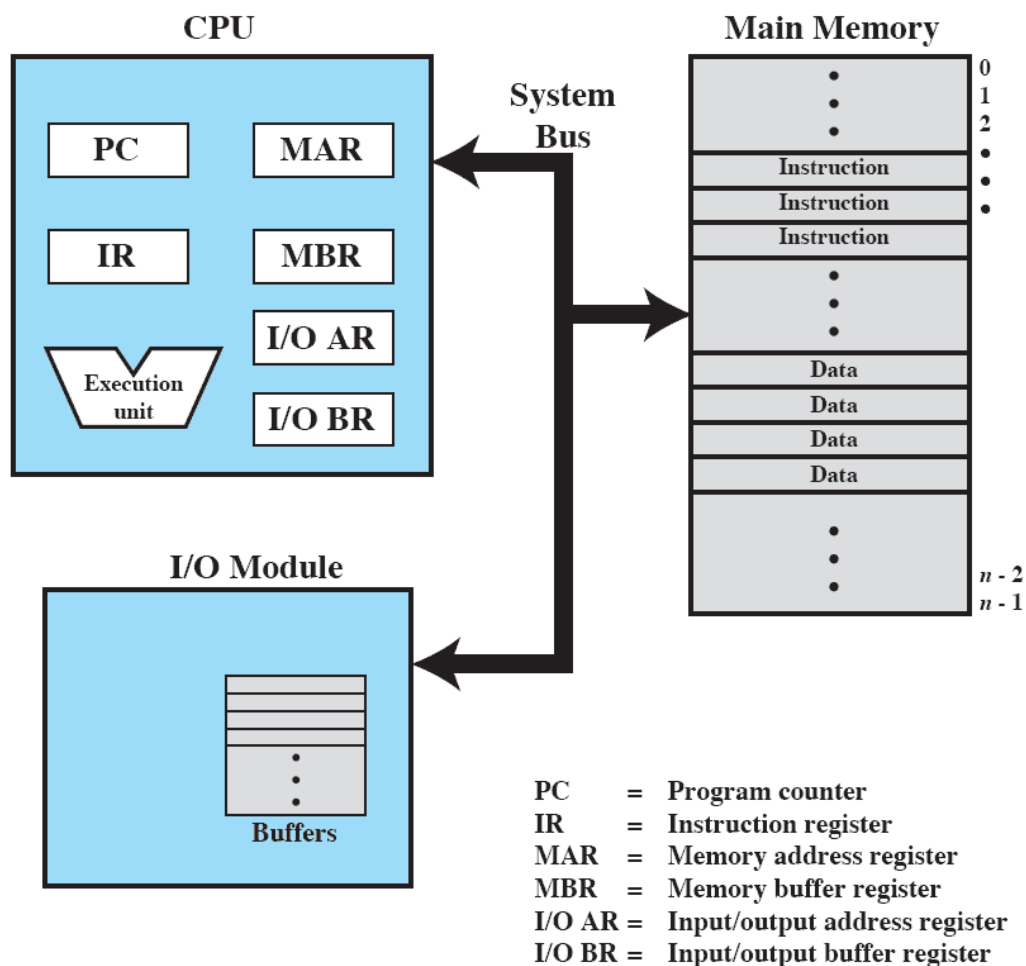 CPU
PC
MAR
IR
MBR
I/O AR
Execution
unit
I/O BR
System
Bus
Main Memory
0
1
2
Instruction
Instruction
Instruction
Data
Data
Data
Data
n - 2
n - 1
I/O Module
Buffers
PC = Program counter
IR = Instruction register
MAR = Memory address register
MBR = Memory buffer register
I/O AR = Input/output address register
I/O BR = Input/output buffer register